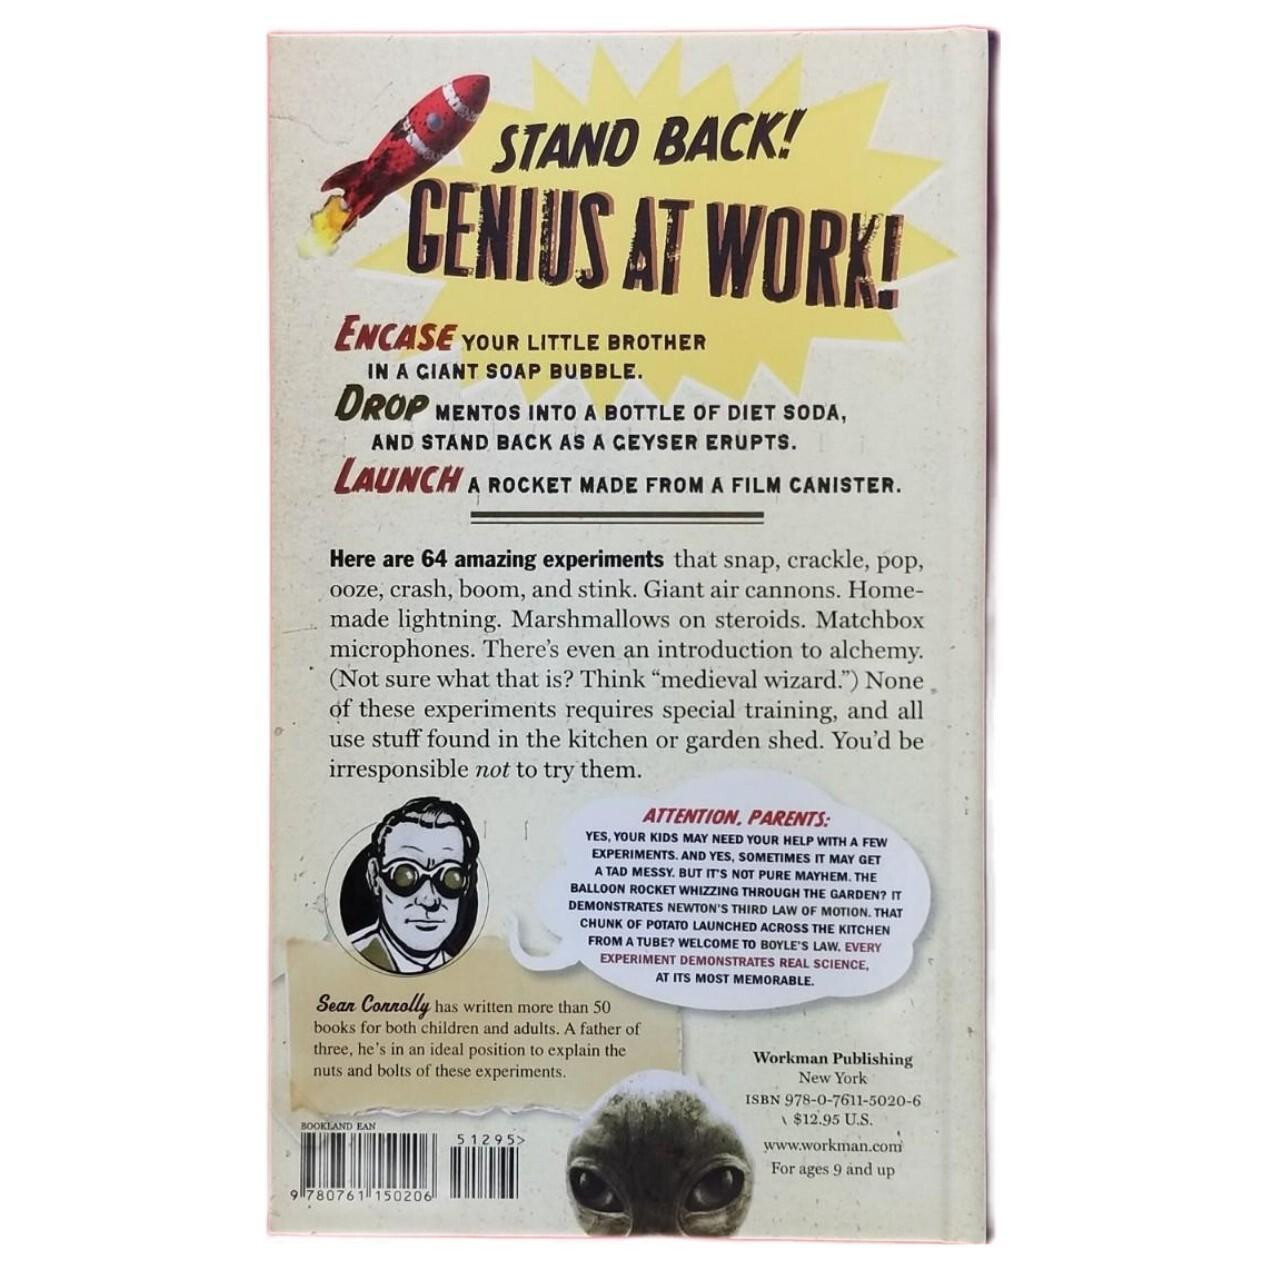 STAND BACK!
GENIUS AT WORK!
ENCASE YOUR LITTLE BROTHER
IN A GIANT SOAP BUBBLE.
DROP MENTOS INTO A BOTTLE OF DIET SODA,
AND STAND BACK AS A GEYSER ERUPTS.
LAUNCH A ROCKET MADE FROM A FILM CANISTER.
Here are 64 amazing experiments that snap, crackle, pop,
ooze, crash, boom, and stink. Giant air cannons. Home-
made lightning. Marshmallows on steroids. Matchbox
microphones. There's even an introduction to alchemy.
(Not sure what that is? Think “medieval wizard.”) None
of these experiments requires special training, and all
use stuff found in the kitchen or garden shed. You'd be
irresponsible not to try them.
ATTENTION, PARENTS:
YES, YOUR KIDS MAY NEED YOUR HELP WITH A FEW
EXPERIMENTS. AND YES, SOMETIMES IT MAY GET
A TAD MESSY. BUT IT'S NOT PURE MAYHEM. THE
BALLOON ROCKET WHIZZING THROUGH THE GARDEN? IT
DEMONSTRATES NEWTON'S THIRD LAW OF MOTION. THAT
CHUNK OF POTATO LAUNCHED ACROSS THE KITCHEN
FROM A TUBE? WELCOME TO BOYLE'S LAW. EVERY
EXPERIMENT DEMONSTRATES REAL SCIENCE,
AT ITS MOST MEMORABLE.
Sean Connolly has written more than 50
books for both children and adults. A father of
three, he's in an ideal position to explain the
nuts and bolts of these experiments.
Workman Publishing
New York
ISBN 978-0-7611-5020-6
$12.95 U.S.
www.workman.com
For ages 9 and up
BOOKLAND EAN
51295>
9 780761 150206